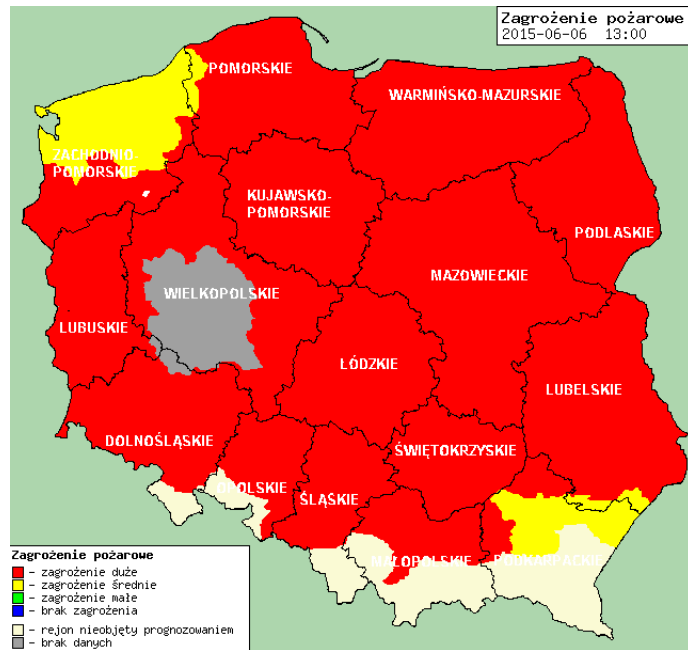 Zagrożenie pożarowe
2015-06-06 13:00
POMORSKIE
WARMIŃSKO-MAZURSKIE
ZACHODNIO-
POMORSKIE
KUJAWSKO-
POMORSKIE
PODLASKIE
MAZOWIECKIE
WIELKOPOLSKIE
LUBUSKIE
ŁÓDZKIE
LUBELSKIE
DOLNOŚLĄSKIE
ŚWIĘTOKRZYSKIE
OPOLSKIE
ŚLĄSKIE
MAŁOPOLSKIE
PODKARPACKIE
Zagrożenie pożarowe
- zagrożenie duże
- zagrożenie średnie
- zagrożenie małe
- brak zagrożenia
- rejon nieobjęty prognozowaniem
- brak danych